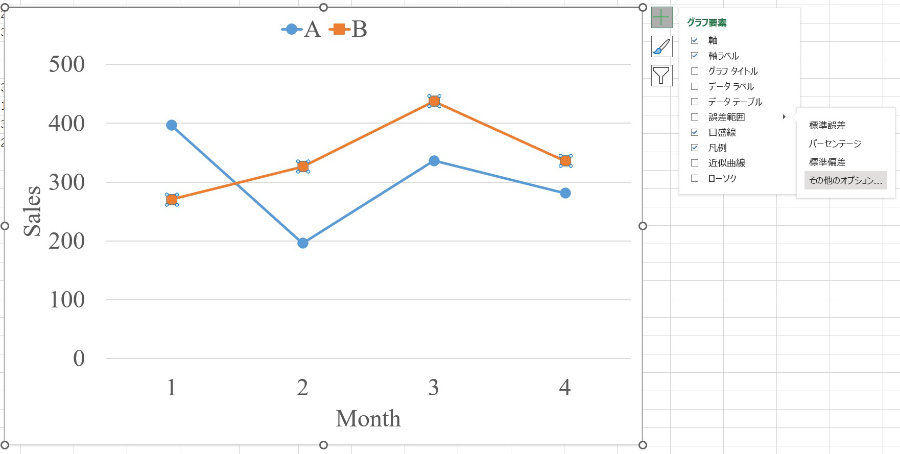 A B
500
400
300
200
100
0
Sales
1 2 3 4
Month
グラフ要素
軸
軸ラベル
グラフ タイトル
データ ラベル
データ テーブル
誤差範囲
目盛線
凡例
近似曲線
ローソク
標準誤差
パーセンテージ
標準偏差
その他のオプション...